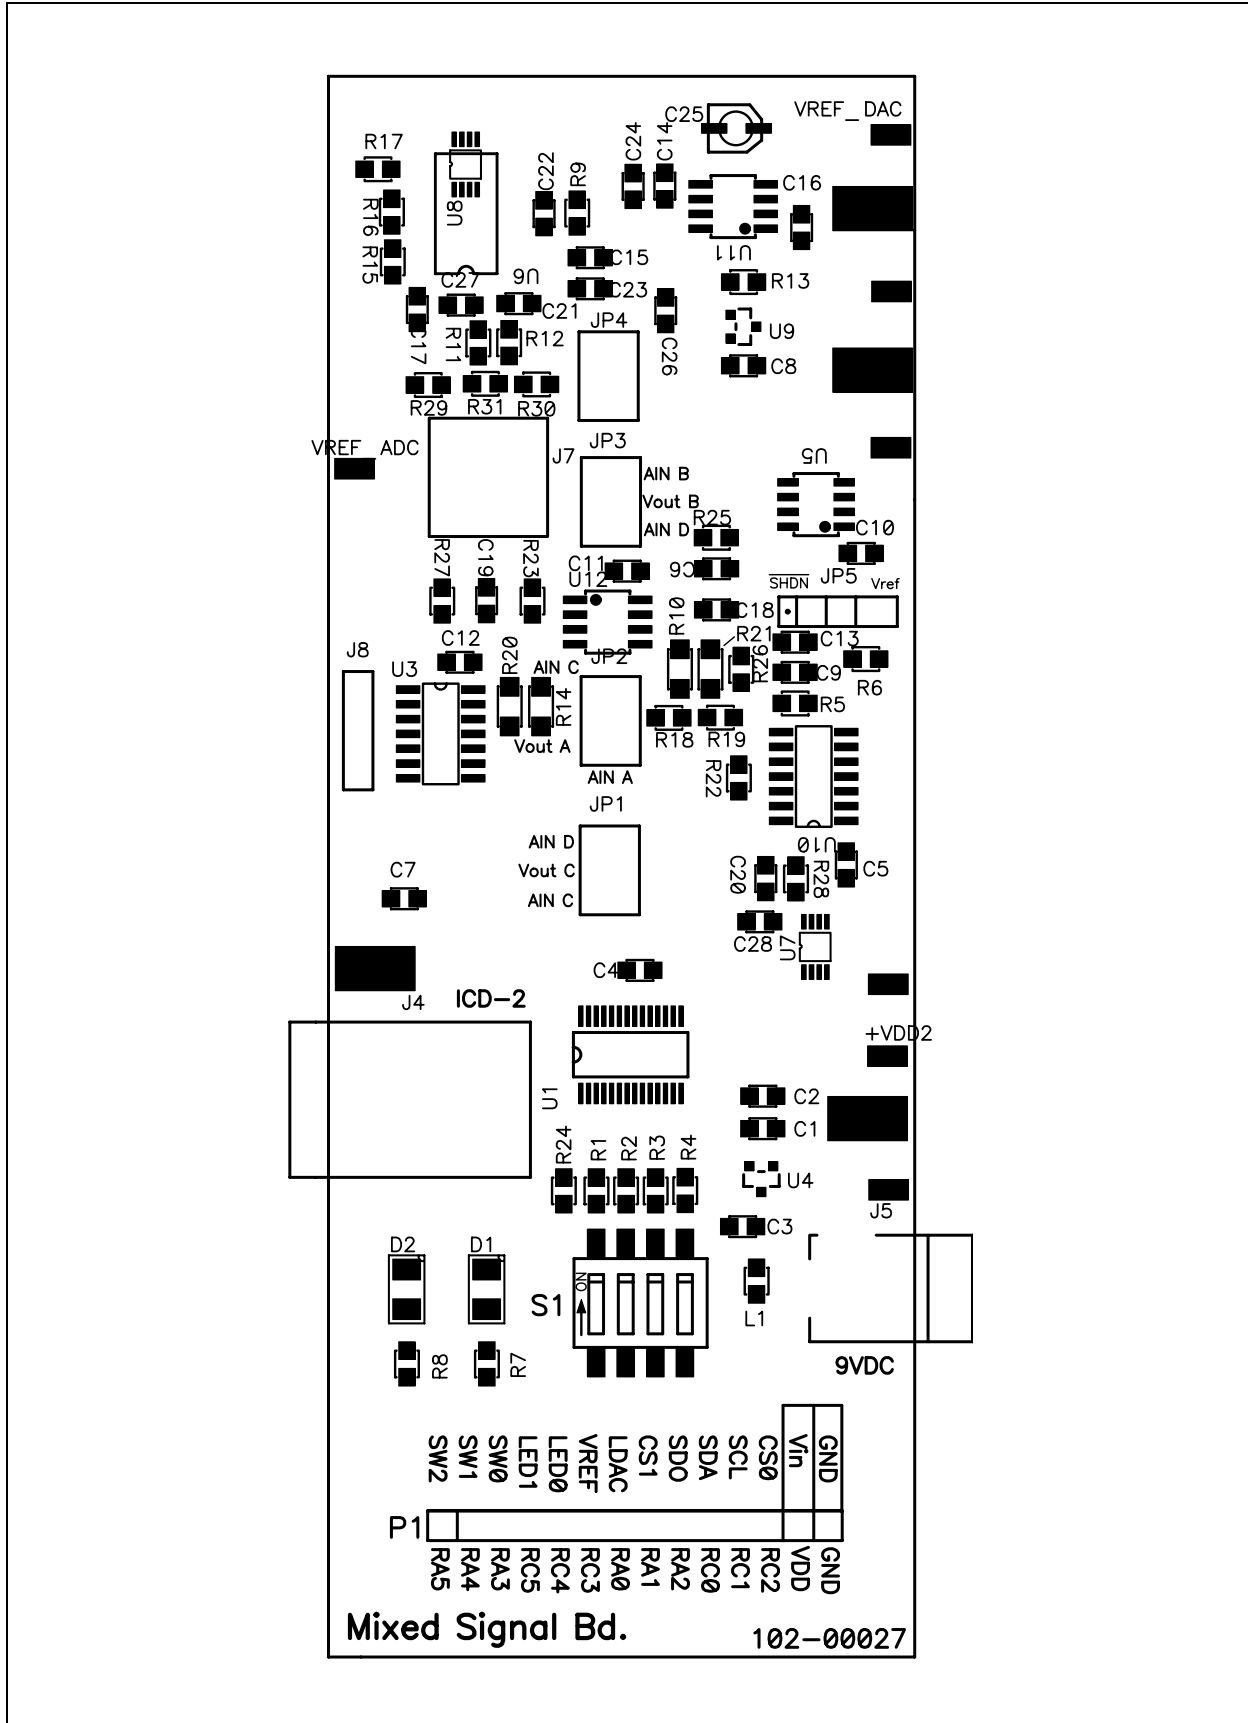 VREF_DAC
C25
R17
C24
C14
C22
R9
C16
U8
R16
U11
R15
C15
C27
U6
C23
R13
C21
JP4
C17
R11
R12
C26
U9
C8
R29
R31
R30
VREF_ADC
J7
JP3
AIN B
Vout B
AIN D
U5
R25
C10
R27
C19
R23
C11
U12
C6
SHDN
JP5
Vref
R10
C18
R21
C13
J8
U3
C12
R20
AIN C
JP2
R26
C9
R6
R14
R5
Vout A
R18
R19
AIN A
R22
JP1
AIN D
Vout C
AIN C
U10
C7
C20
R28
C5
C28
U7
C4
J4
ICD-2
+VDD2
U1
C2
C1
R24
R1
R2
R3
R4
U4
J5
C3
D2
D1
ON
S1
L1
R8
R7
9VDC
SW2
SW1
SW0
LED1
LED0
VREF
LDAC
CS1
SDO
SDA
SCL
CS0
Vin
GND
P1
RA5
RA4
RA3
RC5
RC4
RC3
RA0
RA1
RA2
RC0
RC1
RC2
VDD
GND
Mixed Signal Bd.
102-00027